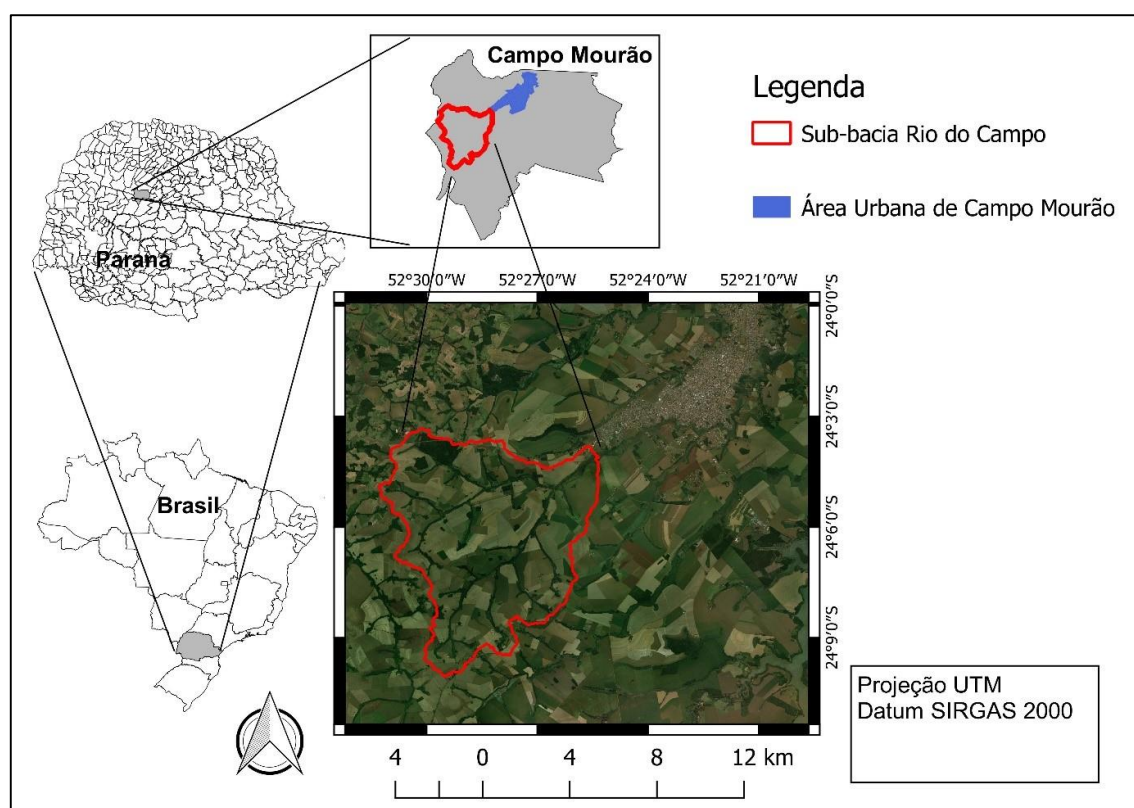 Campo Mourão
Legenda
Sub-bacia Rio do Campo
Área Urbana de Campo Mourão
Paraná
Brasil
52°30'0"W 52°27'0"W 52°24'0"W 52°21'0"W
24°0'0"S
24°3'0"S
24°6'0"S
24°9'0"S
Projeção UTM
Datum SIRGAS 2000
4 0 4 8 12 km